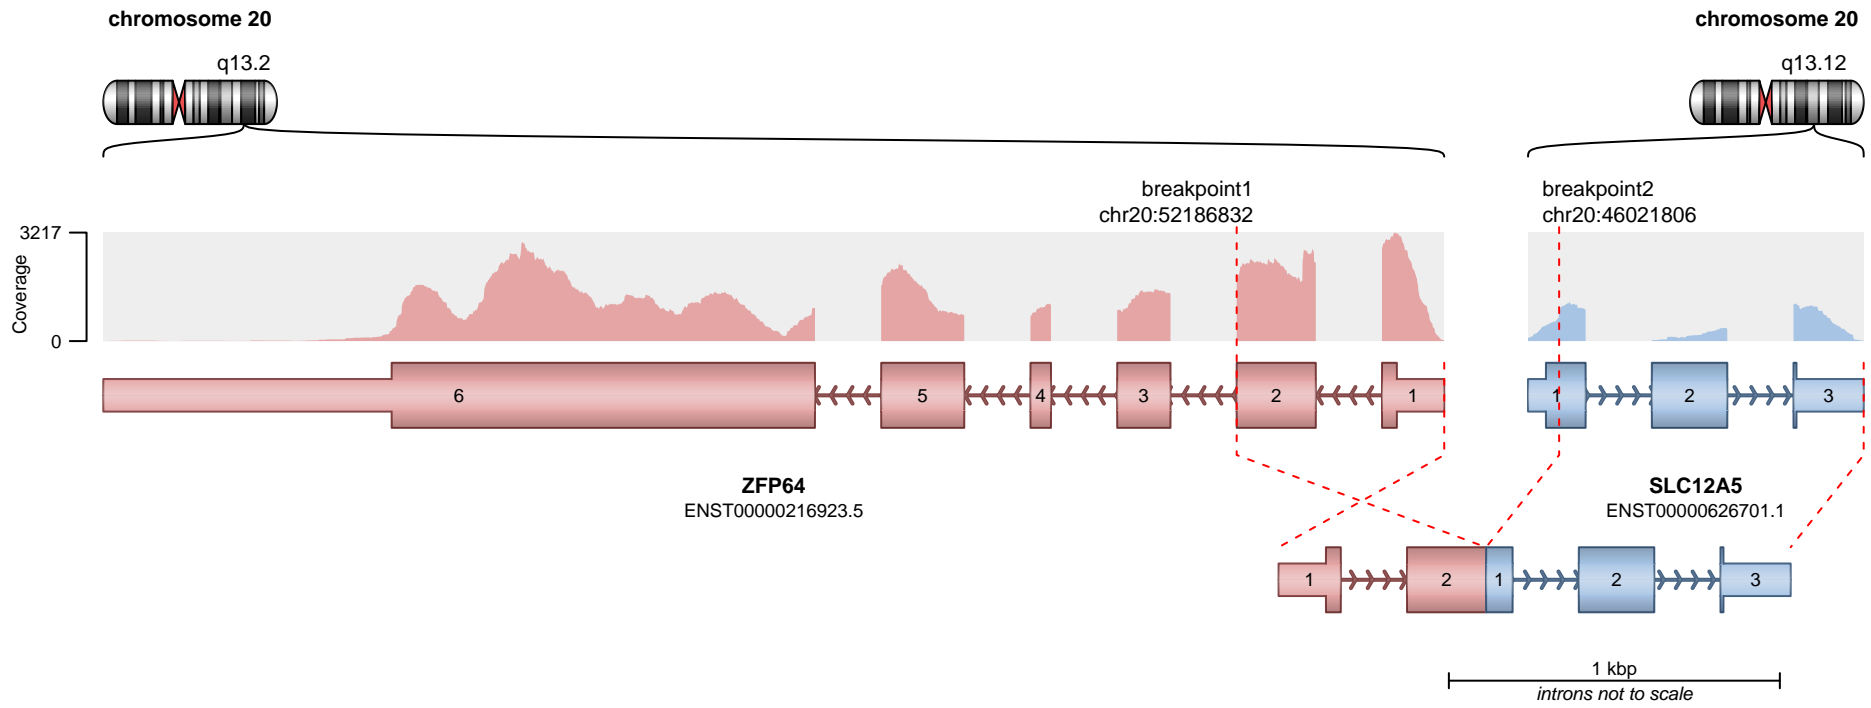 chromosome 20
chromosome 20
q13.2
q13.12
breakpoint1
chr20:52186832
breakpoint2
chr20:46021806
3217
Coverage
0
6
5
4
3
2
1
1
2
3
ZFP64
ENST00000216923.5
SLC12A5
ENST00000626701.1
1
2
1
2
3
1 kbp
introns not to scale